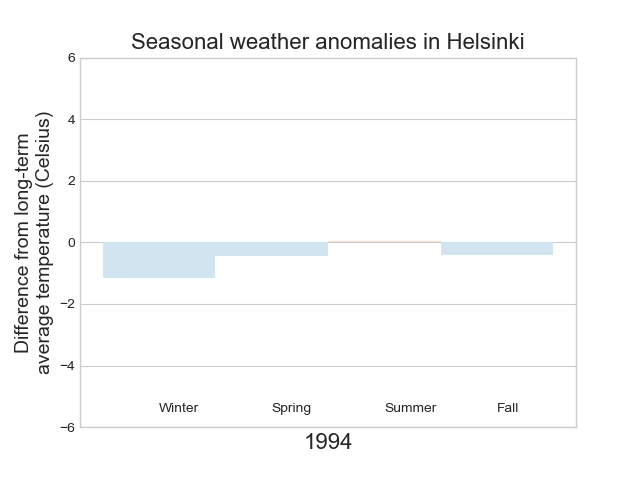 Seasonal weather anomalies in Helsinki
Difference from long-term
average temperature (Celsius)
6
4
2
0
−2
−4
−6
Winter Spring Summer Fall
1994